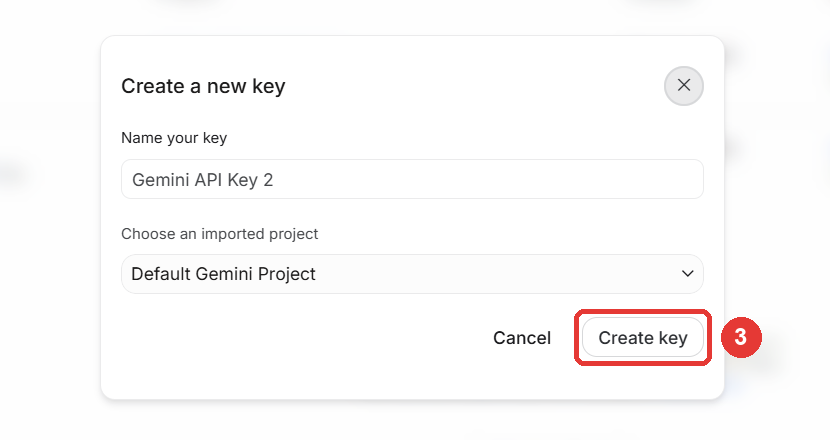 Create a new key
Name your key
Gemini API Key 2
Choose an imported project
Default Gemini Project
Cancel
Create key
3